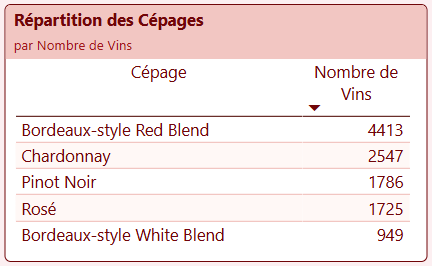 Répartition des Cépages
par Nombre de Vins
Cépage Nombre de
Vins
Bordeaux-style Red Blend 4413
Chardonnay 2547
Pinot Noir 1786
Rosé 1725
Bordeaux-style White Blend 949